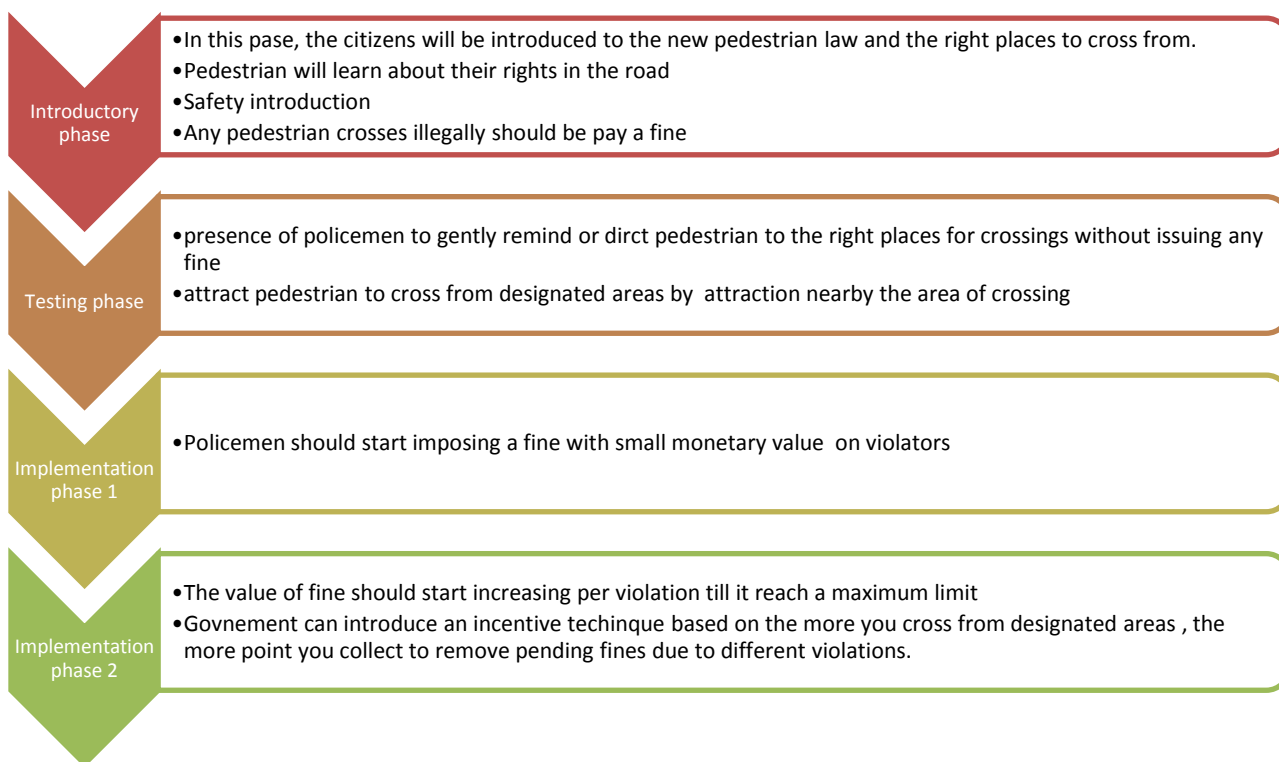 Introductory
phase
•In this pase, the citizens will be introduced to the new pedestrian law and the right places to cross from.
•Pedestrian will learn about their rights in the road
•Safety introduction
•Any pedestrian crosses illegally should be pay a fine
Testing phase
•presence of policemen to gently remind or dirct pedestrian to the right places for crossings without issuing any
fine
•attract pedestrian to cross from designated areas by attraction nearby the area of crossing
Implementation
phase 1
•Policemen should start imposing a fine with small monetary value on violators
Implementation
phase 2
•The value of fine should start increasing per violation till it reach a maximum limit
•Govnement can introduce an incentive techinque based on the more you cross from designated areas , the
more point you collect to remove pending fines due to different violations.